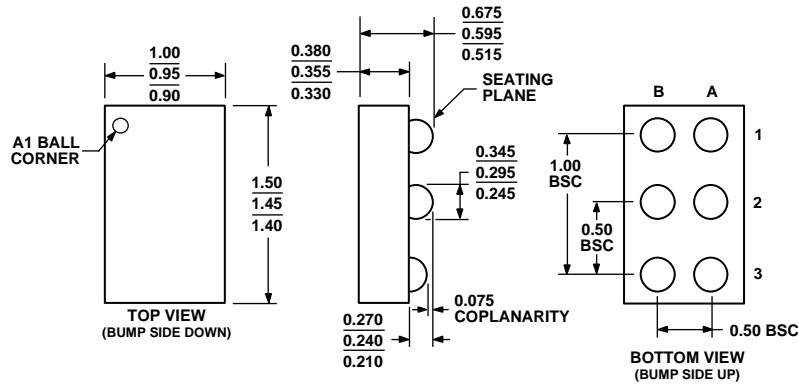 1.00
0.95
0.90
A1 BALL
CORNER
1.50
1.45
1.40
TOP VIEW
(BUMP SIDE DOWN)
0.675
0.595
0.515
0.380
0.355
0.330
SEATING
PLANE
0.345
0.295
0.245
0.075
COPLANARITY
0.270
0.240
0.210
B A
1
2
3
1.00
BSC
0.50
BSC
0.50 BSC
BOTTOM VIEW
(BUMP SIDE UP)